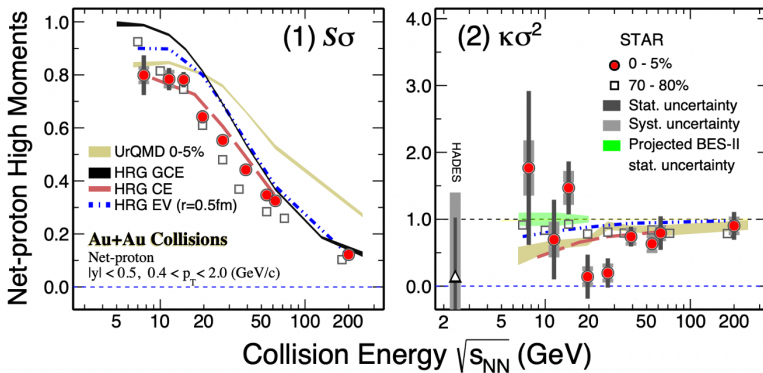 Net-proton High Moments
1.0
0.8
0.6
0.4
0.2
0.0
(1) Sσ
UrQMD 0-5%
HRG GCE
HRG CE
HRG EV (r=0.5fm)
Au+Au Collisions
Net-proton
|y| < 0.5, 0.4 < p_T < 2.0 (GeV/c)
5 10 20 50 100 200
4.0
3.0
2.0
1.0
0.0
(2) κσ²
STAR
0 - 5%
70 - 80%
Stat. uncertainty
Syst. uncertainty
Projected BES-II
stat. uncertainty
HADES
2 5 10 20 50 100 200
Collision Energy √s_NN (GeV)